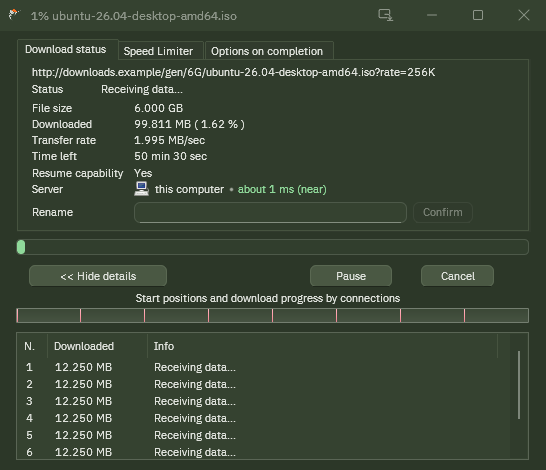 1% ubuntu-26.04-desktop-amd64.iso
Download status Speed Limiter Options on completion
http://downloads.example/gen/6G/ubuntu-26.04-desktop-amd64.iso?rate=256K
Status Receiving data...
File size 6.000 GB
Downloaded 99.811 MB ( 1.62 % )
Transfer rate 1.995 MB/sec
Time left 50 min 30 sec
Resume capability Yes
Server this computer • about 1 ms (near)
Rename Confirm
<< Hide details Pause Cancel
Start positions and download progress by connections
N. Downloaded Info
1 12.250 MB Receiving data...
2 12.250 MB Receiving data...
3 12.250 MB Receiving data...
4 12.250 MB Receiving data...
5 12.250 MB Receiving data...
6 12.250 MB Receiving data...